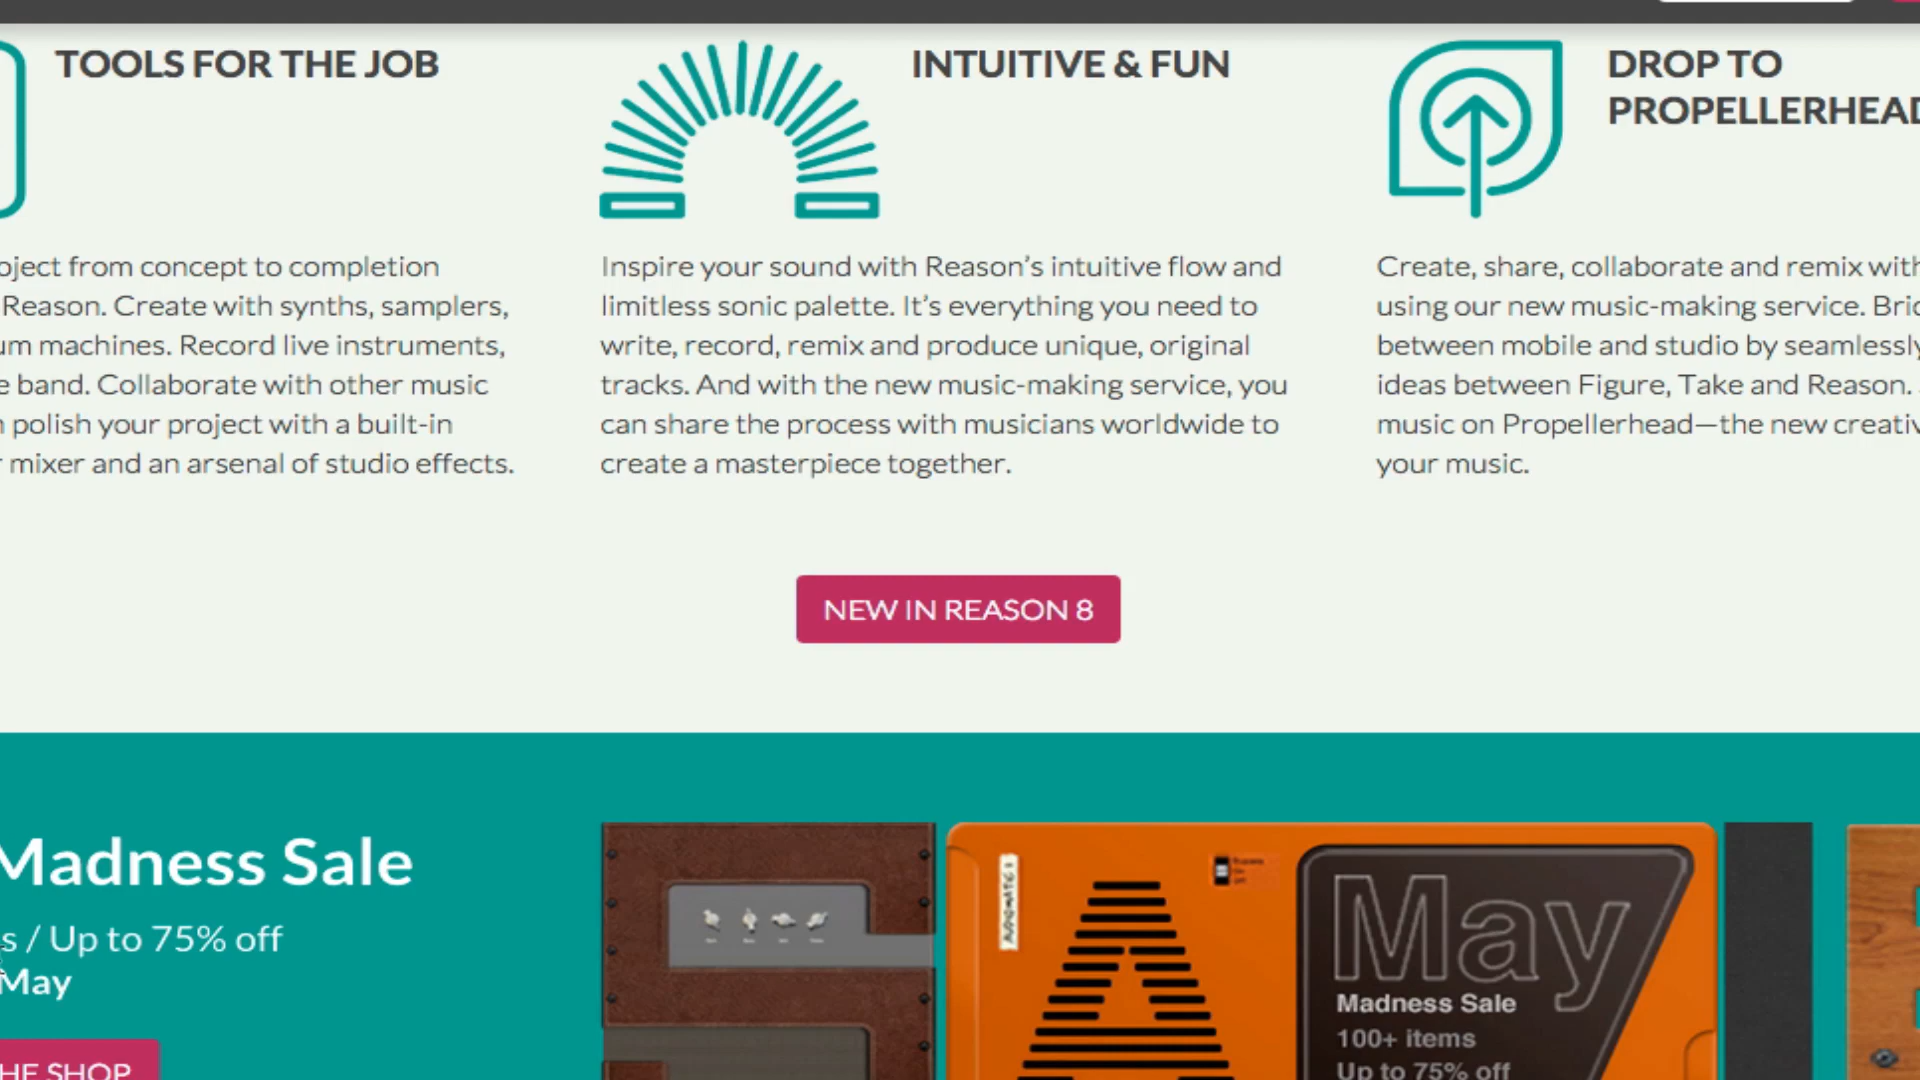 TOOLS FOR THE JOB
oject from concept to completion
Reason. Create with synths, samplers,
um machines. Record live instruments,
e band. Collaborate with other music
n polish your project with a built-in
r mixer and an arsenal of studio effects.
INTUITIVE & FUN
Inspire your sound with Reason's intuitive flow and
limitless sonic palette. It's everything you need to
write, record, remix and produce unique, original
tracks. And with the new music-making service, you
can share the process with musicians worldwide to
create a masterpiece together.
DROP TO
PROPELLERHEAD
Create, share, collaborate and remix with
using our new music-making service. Brid
between mobile and studio by seamlessly
ideas between Figure, Take and Reason.
music on Propellerhead—the new creativ
your music.
NEW IN REASON 8
Madness Sale
s / Up to 75% off
May
HE SHOP
May
Madness Sale
100+ items
Up to 75% off